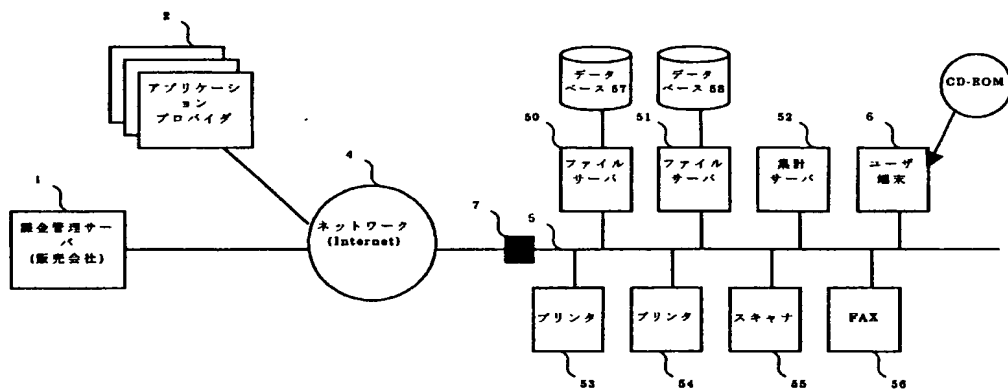 2
アプリケーシ
ョン
プロバイダ
1
課金管理サー
バ
(販売会社)
4
ネットワーク
(Internet)
7
5
データ
ベース 57
データ
ベース 58
CD-ROM
50
ファイル
サーバ
51
ファイル
サーバ
52
集計
サーバ
6
ユーザ
端末
プリンタ
53
プリンタ
54
スキャナ
55
FAX
56